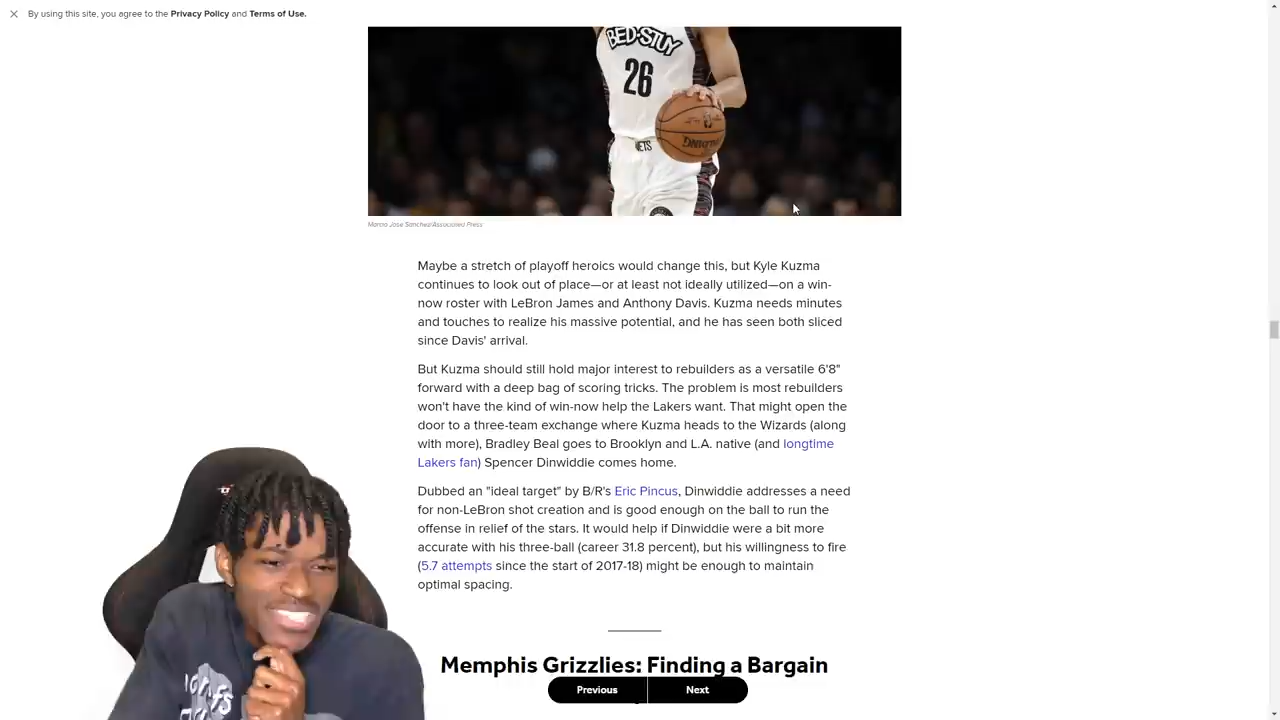 By using this site, you agree to the Privacy Policy and Terms of Use.
BED-STUY
26
NETS
Maybe a stretch of playoff heroics would change this, but Kyle Kuzma
continues to look out of place—or at least not ideally utilized—on a win-
now roster with LeBron James and Anthony Davis. Kuzma needs minutes
and touches to realize his massive potential, and he has seen both sliced
since Davis' arrival.
But Kuzma should still hold major interest to rebuilders as a versatile 6'8"
forward with a deep bag of scoring tricks. The problem is most rebuilders
won't have the kind of win-now help the Lakers want. That might open the
door to a three-team exchange where Kuzma heads to the Wizards (along
with more), Bradley Beal goes to Brooklyn and L.A. native (and longtime
Lakers fan) Spencer Dinwiddie comes home.
Dubbed an "ideal target" by B/R's Eric Pincus, Dinwiddie addresses a need
for non-LeBron shot creation and is good enough on the ball to run the
offense in relief of the stars. It would help if Dinwiddie were a bit more
accurate with his three-ball (career 31.8 percent), but his willingness to fire
(5.7 attempts since the start of 2017-18) might be enough to maintain
optimal spacing.
Memphis Grizzlies: Finding a Bargain
Previous
Next